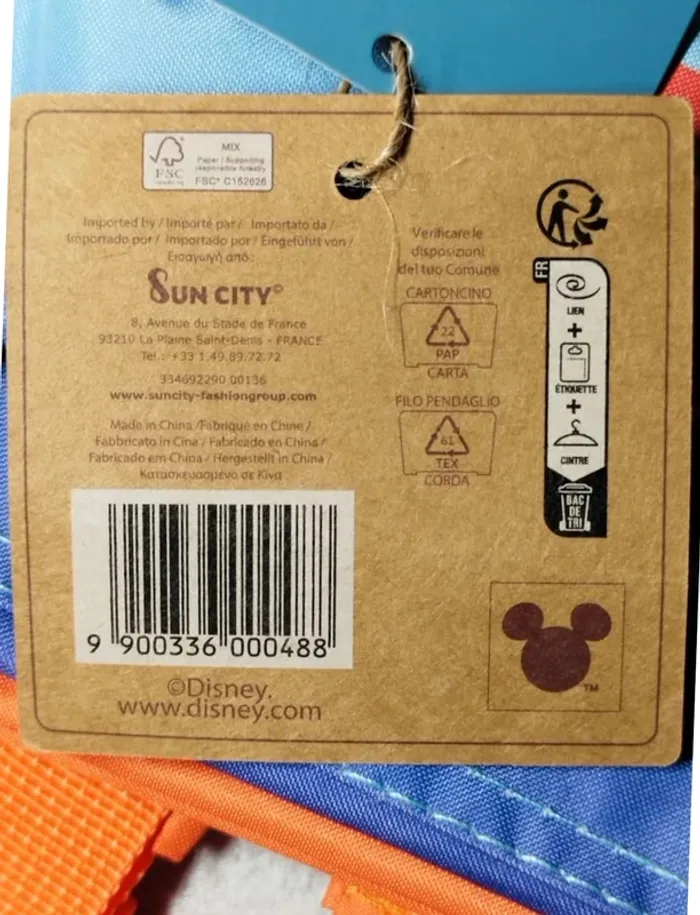 FSC
MIX
Paper | Supporting
responsible forestry
FSC® C152626
Imported by / Importé par / Importato da /
Importado por / Importado por / Eingeführt von /
Εισαγωγή από :
SUN CITY©
8, Avenue du Stade de France
93210 La Plaine Saint-Denis - FRANCE
Tel.: +33 1.49.89.72.72
334692290 00136
www.suncity-fashiongroup.com
Made in China / Fabriqué en Chine /
Fabbricato in Cina / Fabricado en China /
Fabricado em China / Hergestellt in China /
Κατασκευασμένο σε Κίνα
9 900336 000488
©Disney.
www.disney.com
Verificare le
disposizioni
del tuo Comune
CARTONCINO
22
PAP
CARTA
FILO PENDAGLIO
61
TEX
CORDA
FR
LIEN
+
ÉTIQUETTE
+
CINTRE
BAC
DE
TRI
TM